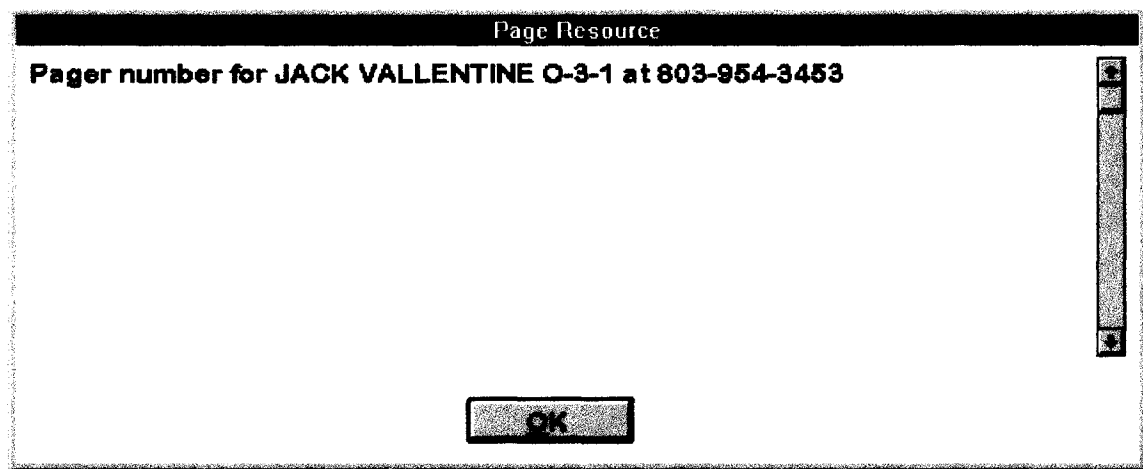 Page Resource
Pager number for JACK VALLENTINE O-3-1 at 803-954-3453
OK